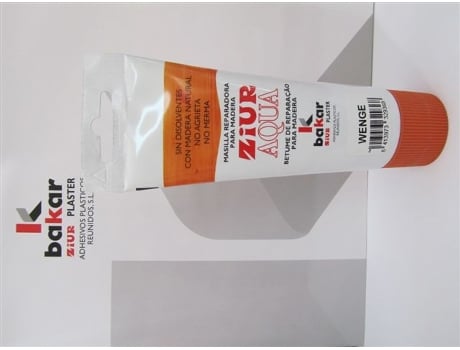 SIN DISOLVENTES
CON MADERA NATURAL
NO AGRIETA
NO MERMA
MASILLA REPARADORA
PARA MADERA
ZiUR
AQUA
BETUME DE REPARAÇÃO
PARA MADEIRA
bakar
ZiUR PLASTER
WENGE
bakar
ZiUR PLASTER
ADHESIVOS PLASTICOS
REUNIDOS, S.L.